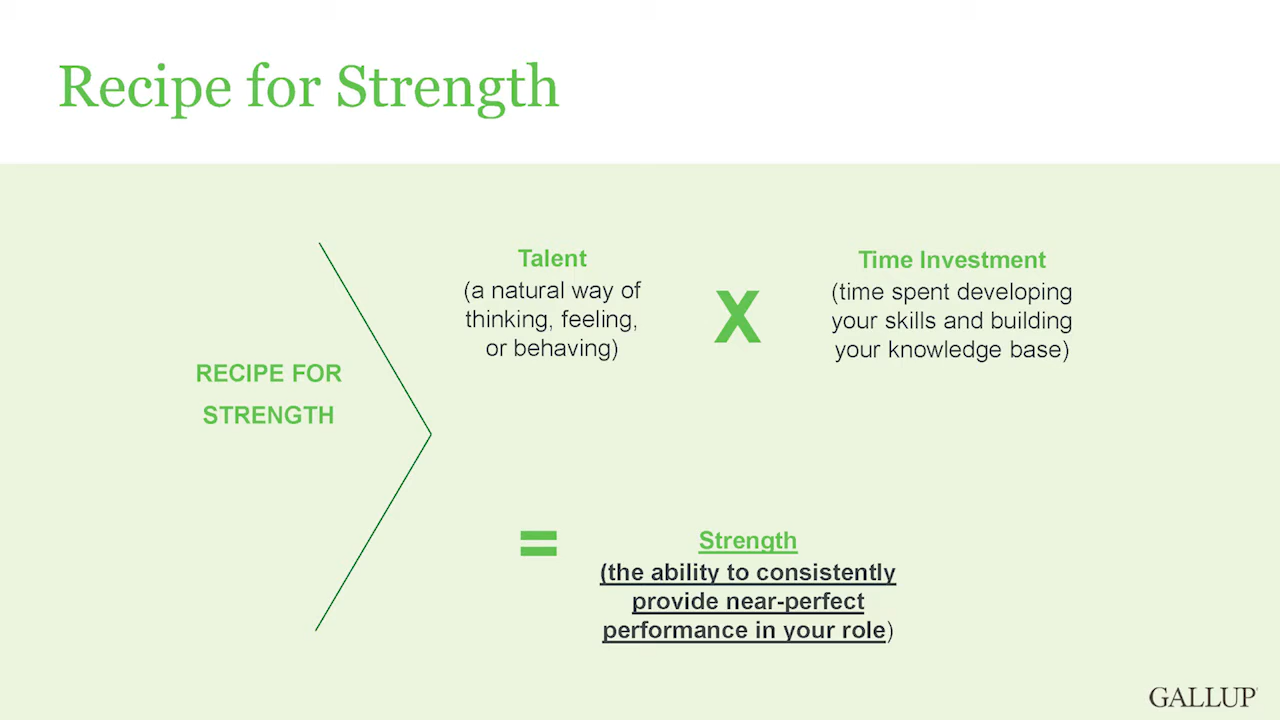 Recipe for Strength
RECIPE FOR
STRENGTH
Talent
(a natural way of
thinking, feeling,
or behaving)
X
Time Investment
(time spent developing
your skills and building
your knowledge base)
=
Strength
(the ability to consistently
provide near-perfect
performance in your role)
GALLUP